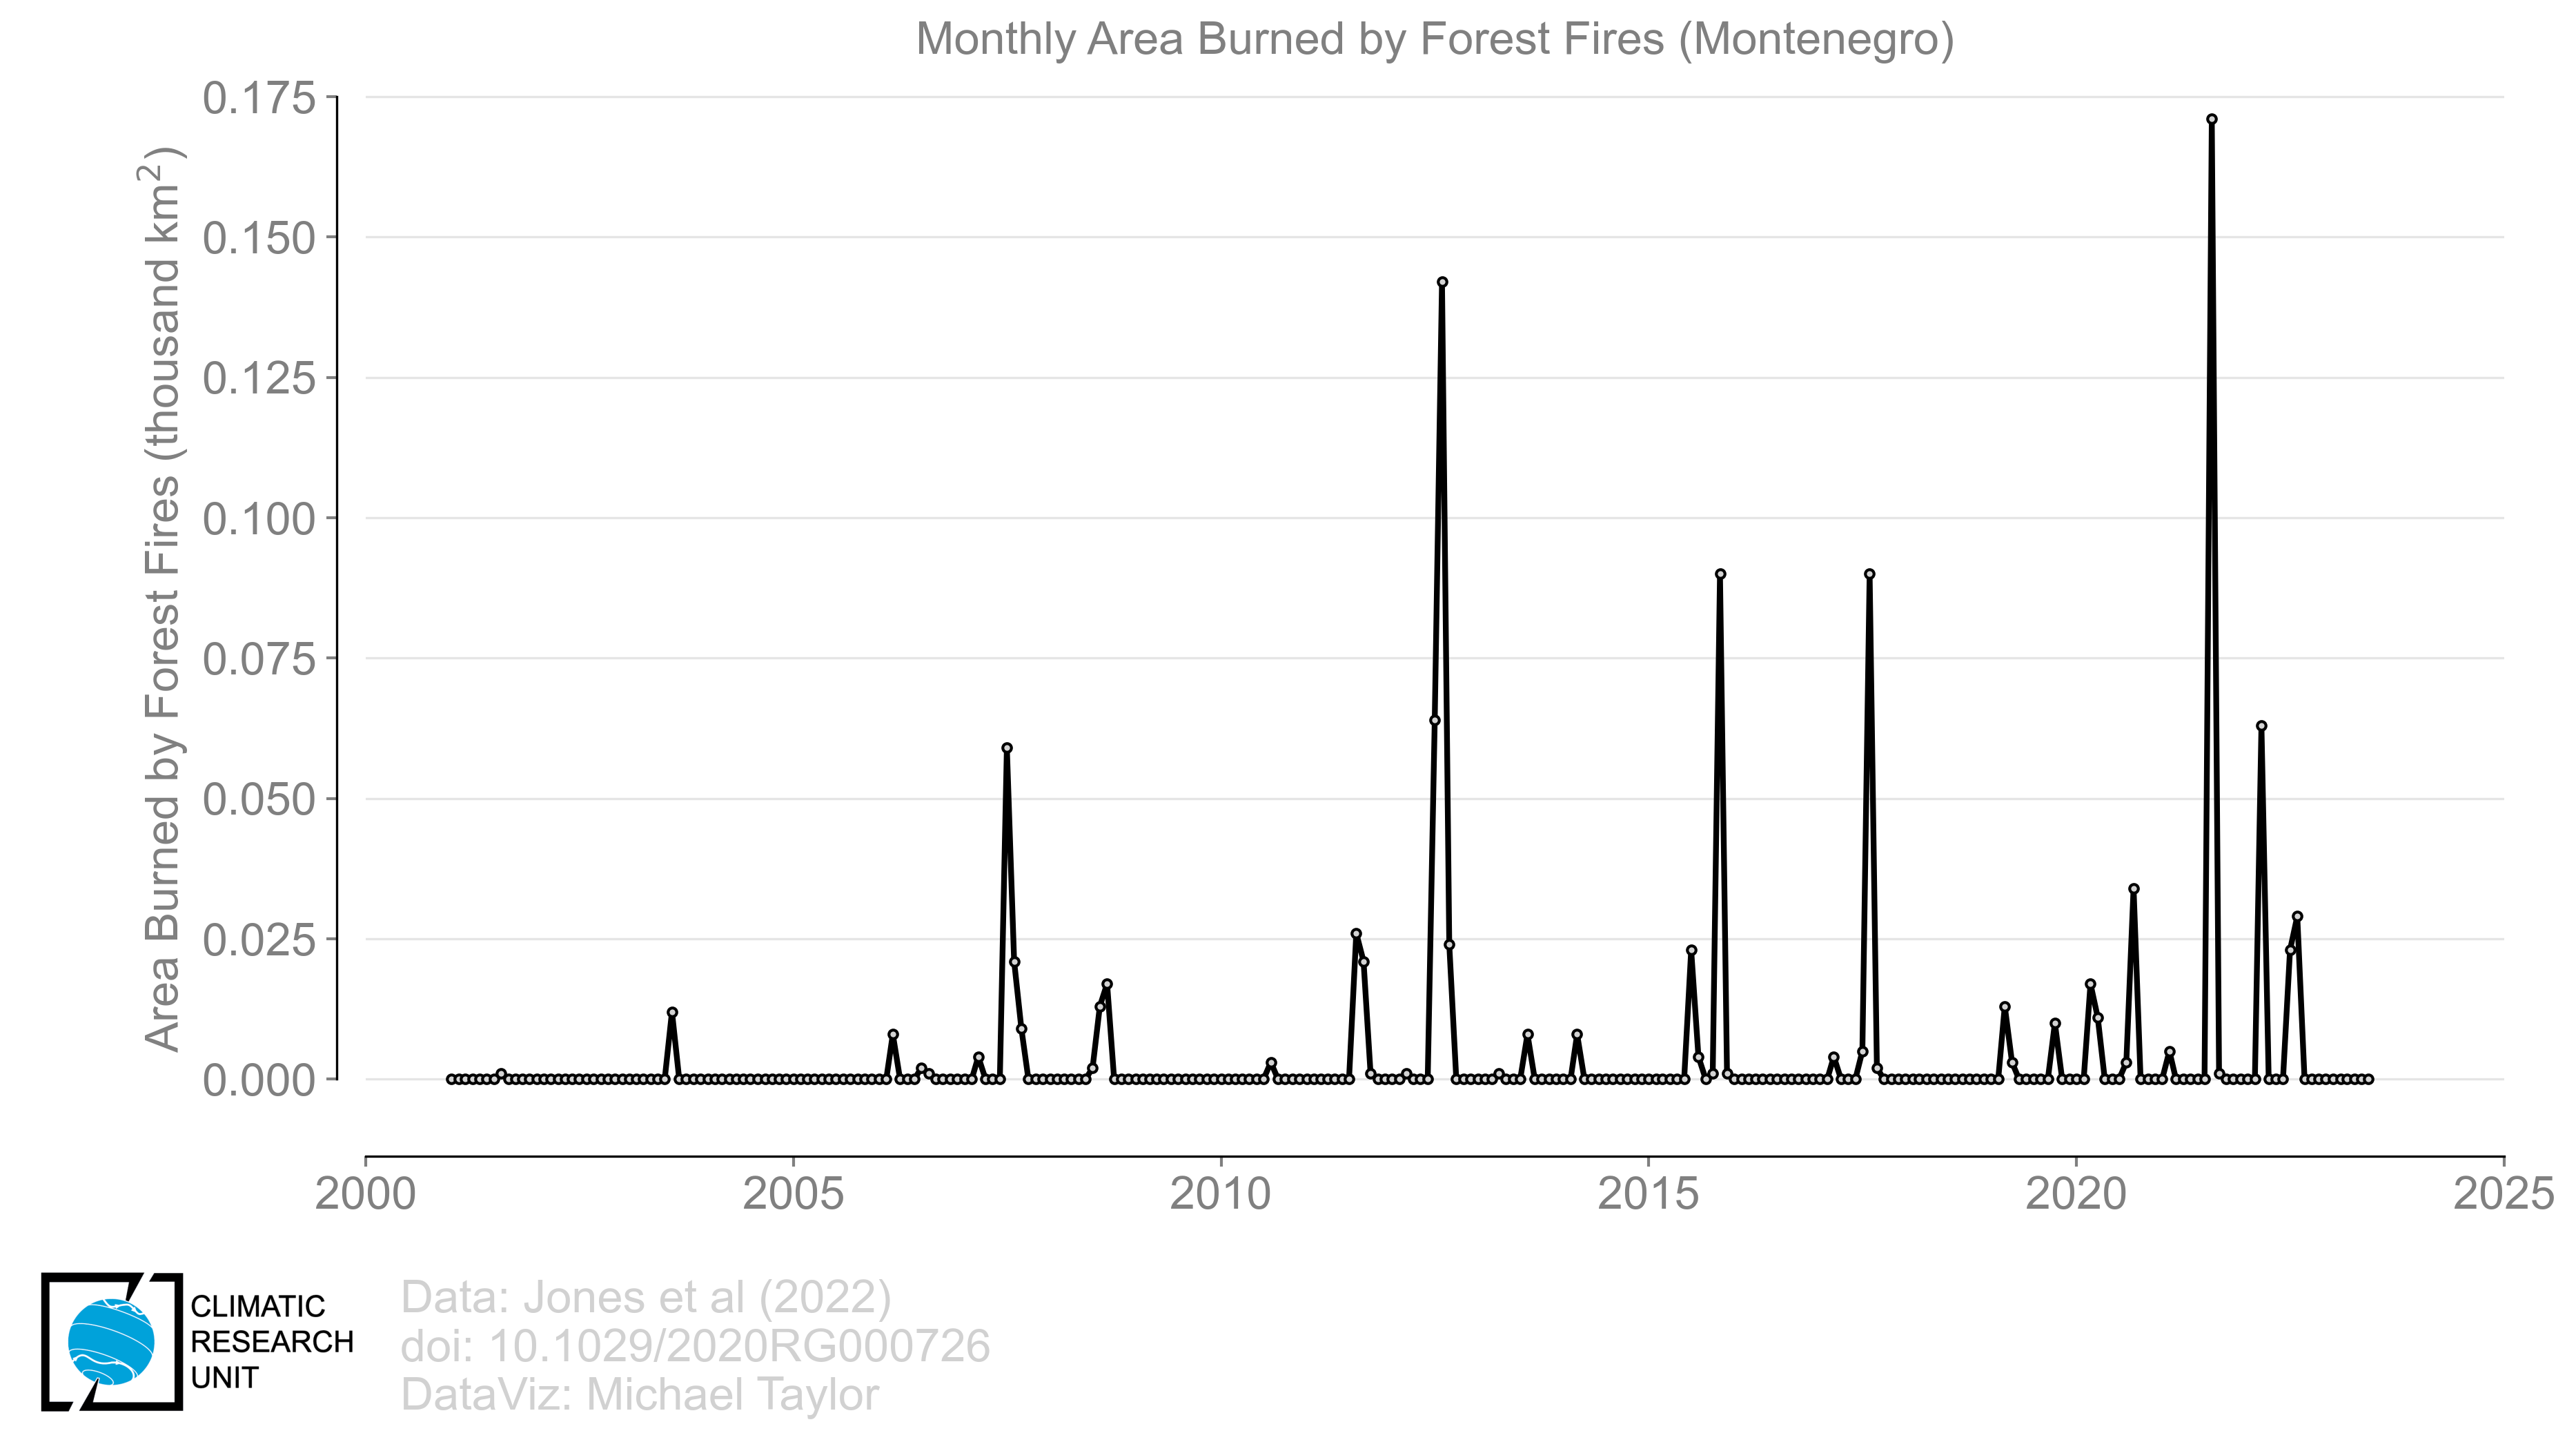 Monthly Area Burned by Forest Fires (Montenegro)
Area Burned by Forest Fires (thousand km²)
0.175
0.150
0.125
0.100
0.075
0.050
0.025
0.000
2000 2005 2010 2015 2020 2025
CLIMATIC
RESEARCH
UNIT
Data: Jones et al (2022)
doi: 10.1029/2020RG000726
DataViz: Michael Taylor